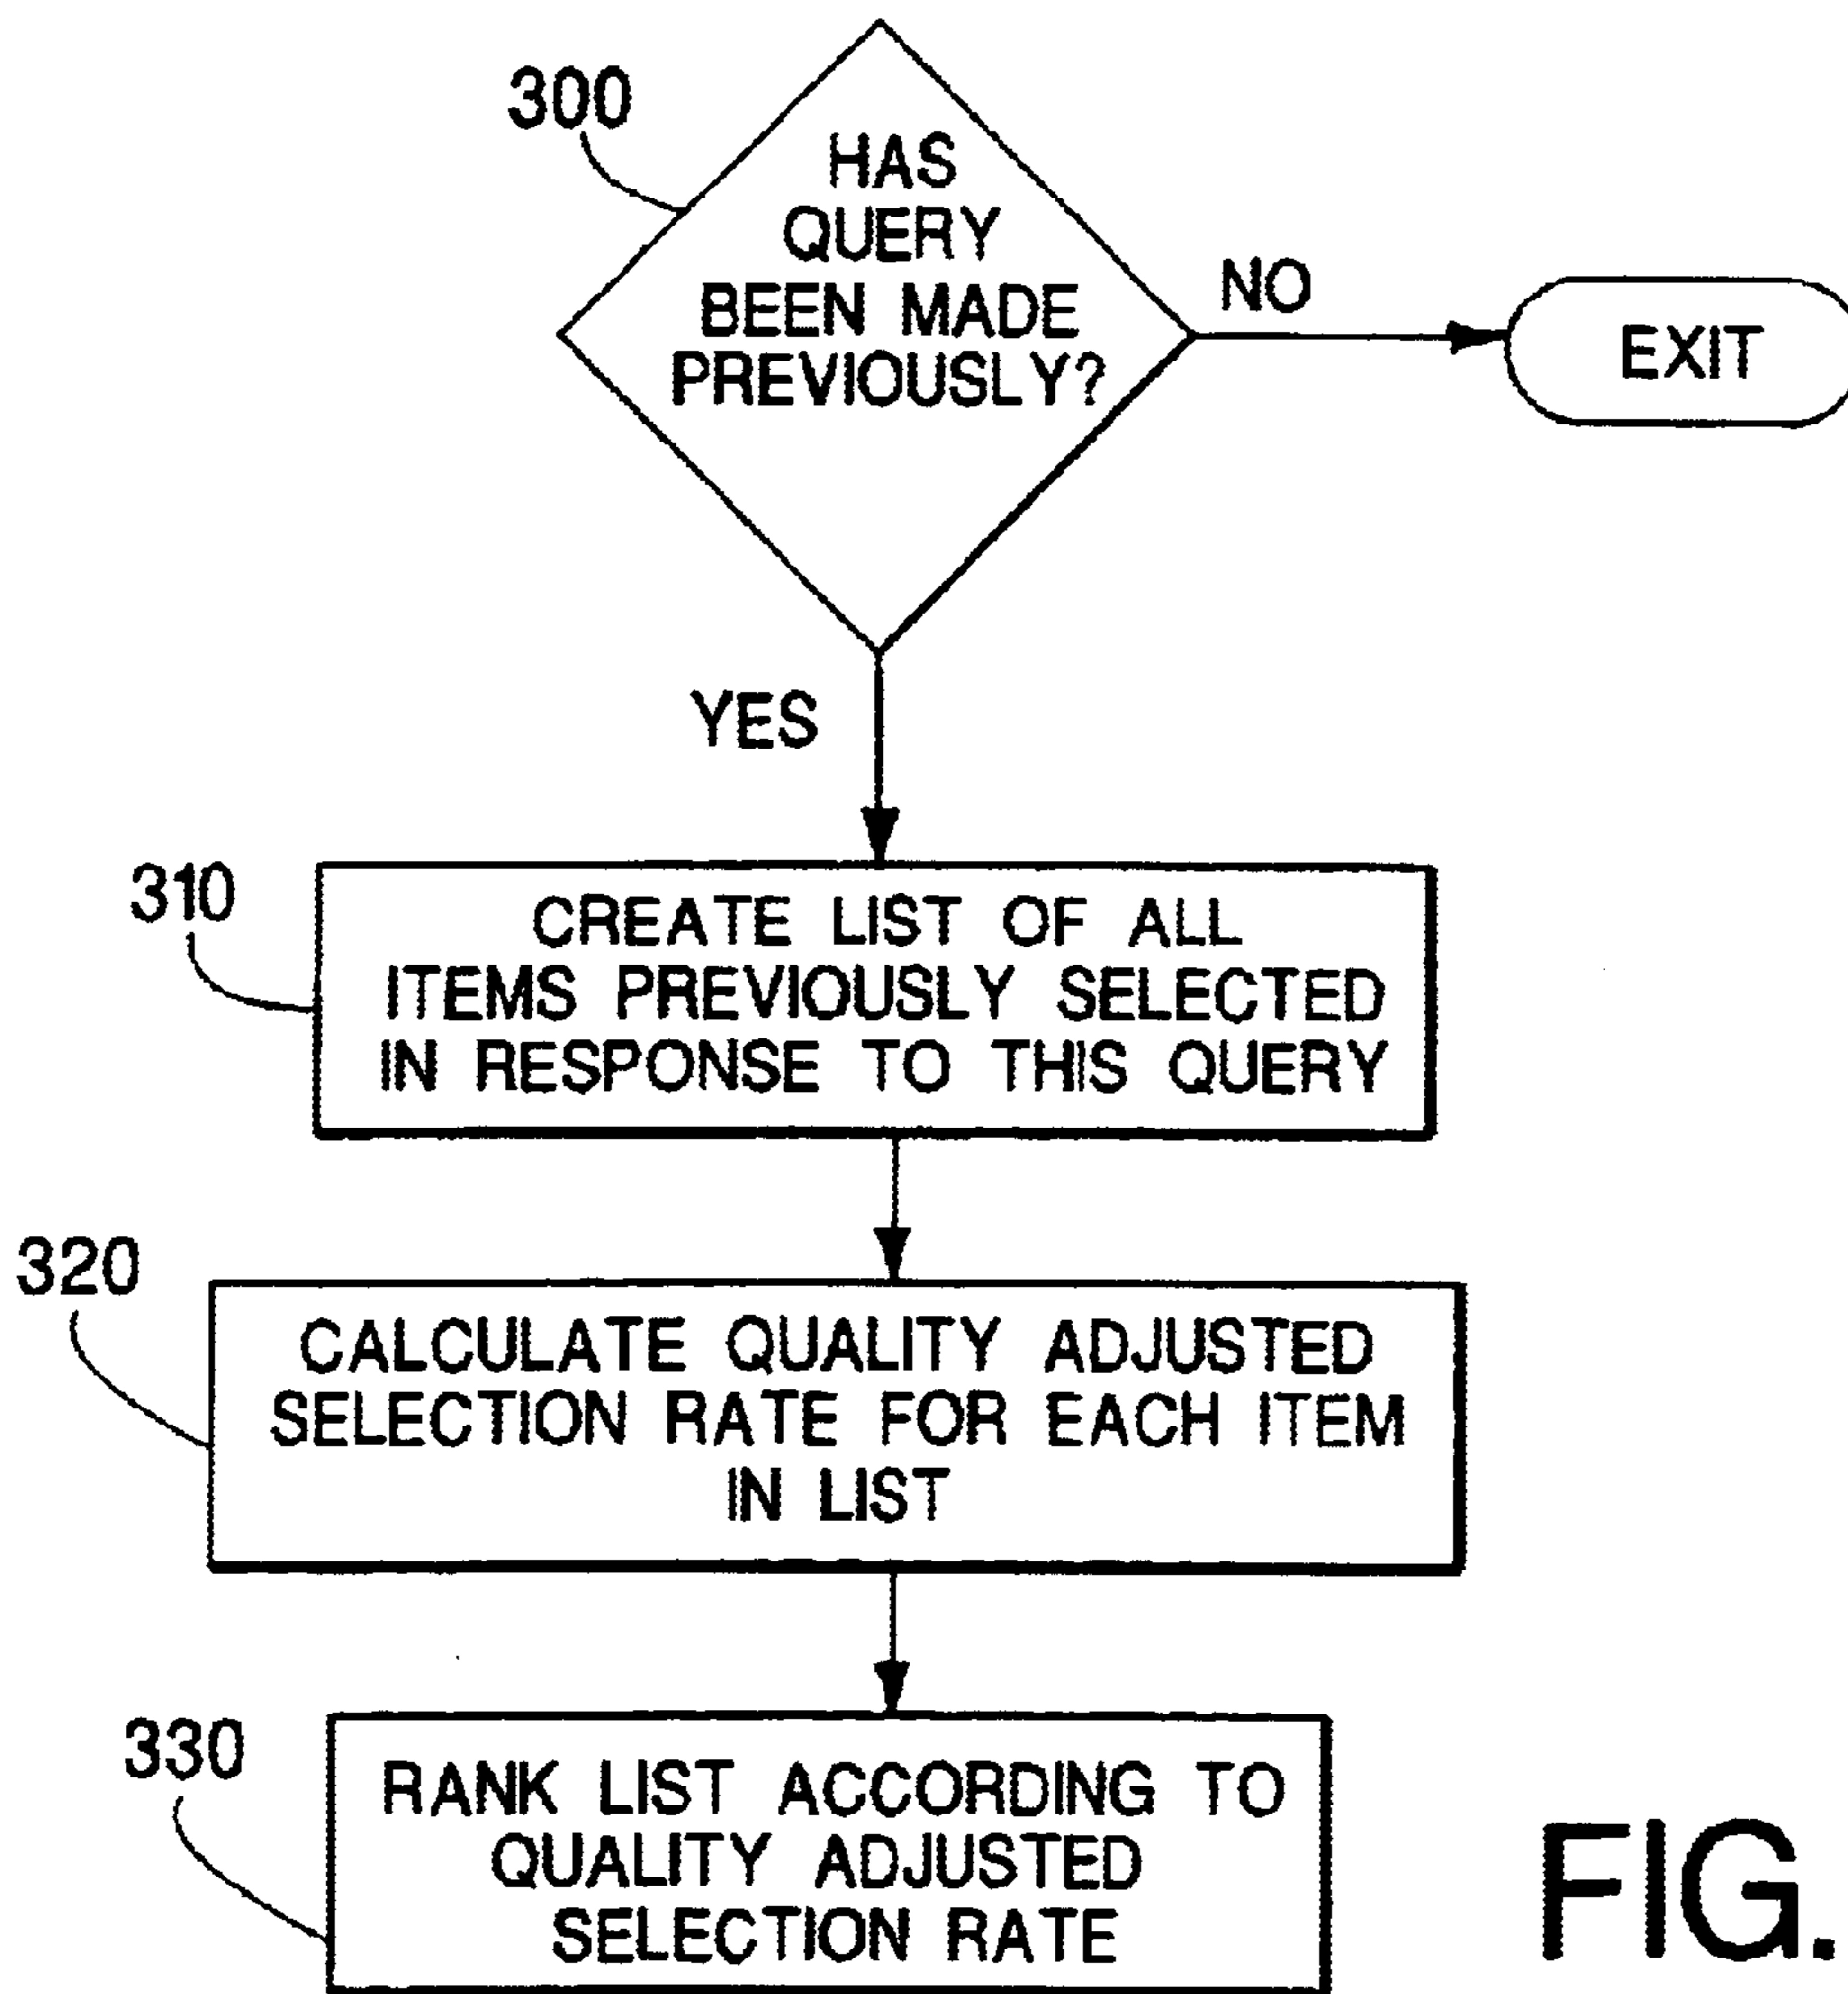 300
HAS
QUERY
BEEN MADE
PREVIOUSLY?
NO
EXIT
YES
310
CREATE LIST OF ALL
ITEMS PREVIOUSLY SELECTED
IN RESPONSE TO THIS QUERY
320
CALCULATE QUALITY ADJUSTED
SELECTION RATE FOR EACH ITEM
IN LIST
330
RANK LIST ACCORDING TO
QUALITY ADJUSTED
SELECTION RATE
FIG.